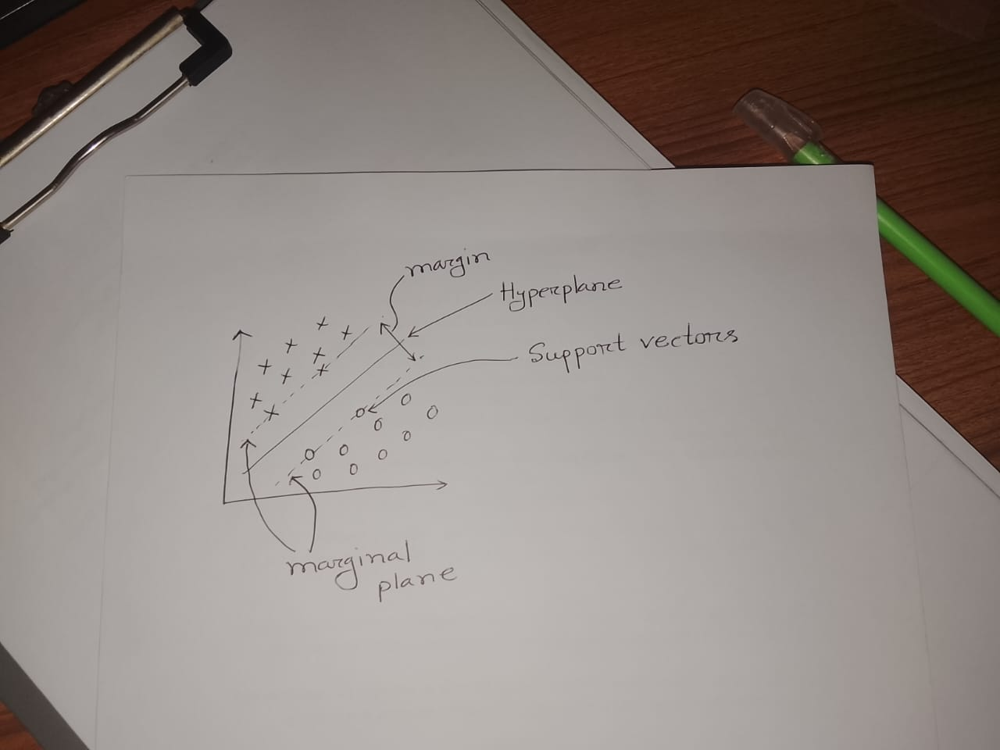 margin
Hyperplane
Support vectors
marginal
plane